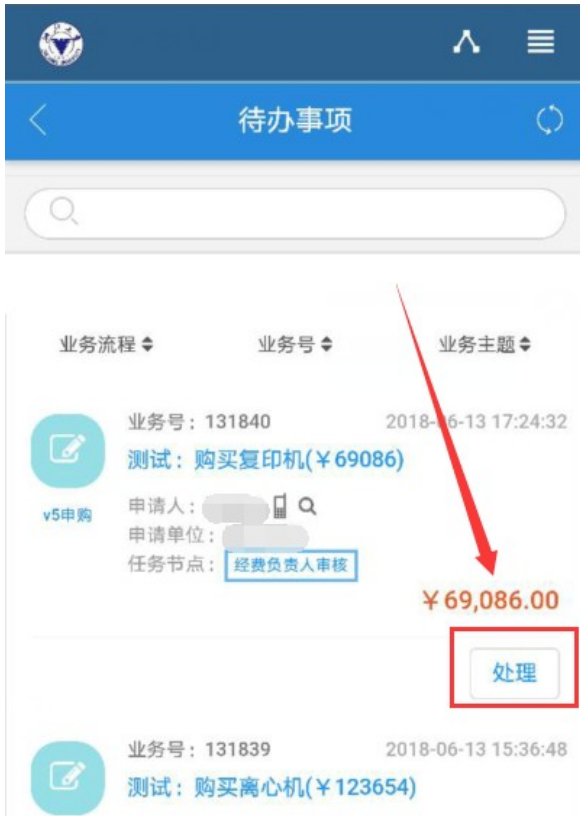 待办事项
业务流程 业务号 业务主题
业务号：131840 2018-06-13 17:24:32
测试：购买复印机(￥69086)
v5申购
申请人：
申请单位：
任务节点： 经费负责人审核
￥69,086.00
处理
业务号：131839 2018-06-13 15:36:48
测试：购买离心机(￥123654)